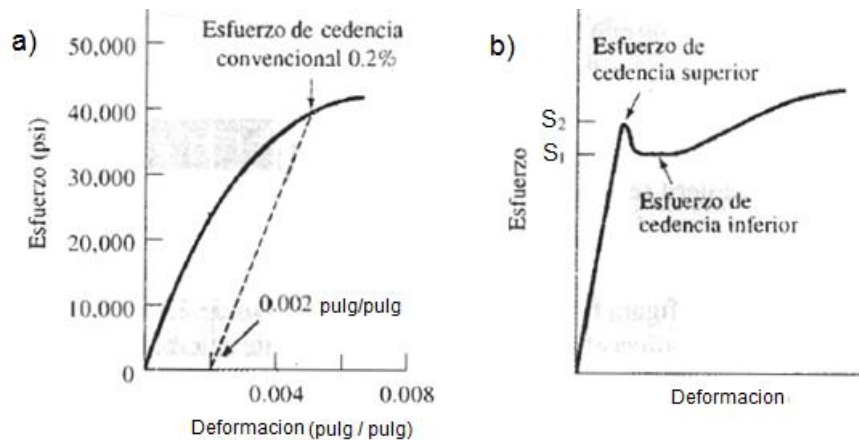 a)
50,000
40,000
30,000
20,000
10.000
0
Esfuerzo (psi)
Esfuerzo de
cedencia
convencional 0.2%
0.002 pulg/pulg
0.004
0.008
Deformacion (pulg / pulg)
b)
Esfuerzo de
cedencia superior
S2
S1
Esfuerzo
Esfuerzo de
cedencia inferior
Deformacion